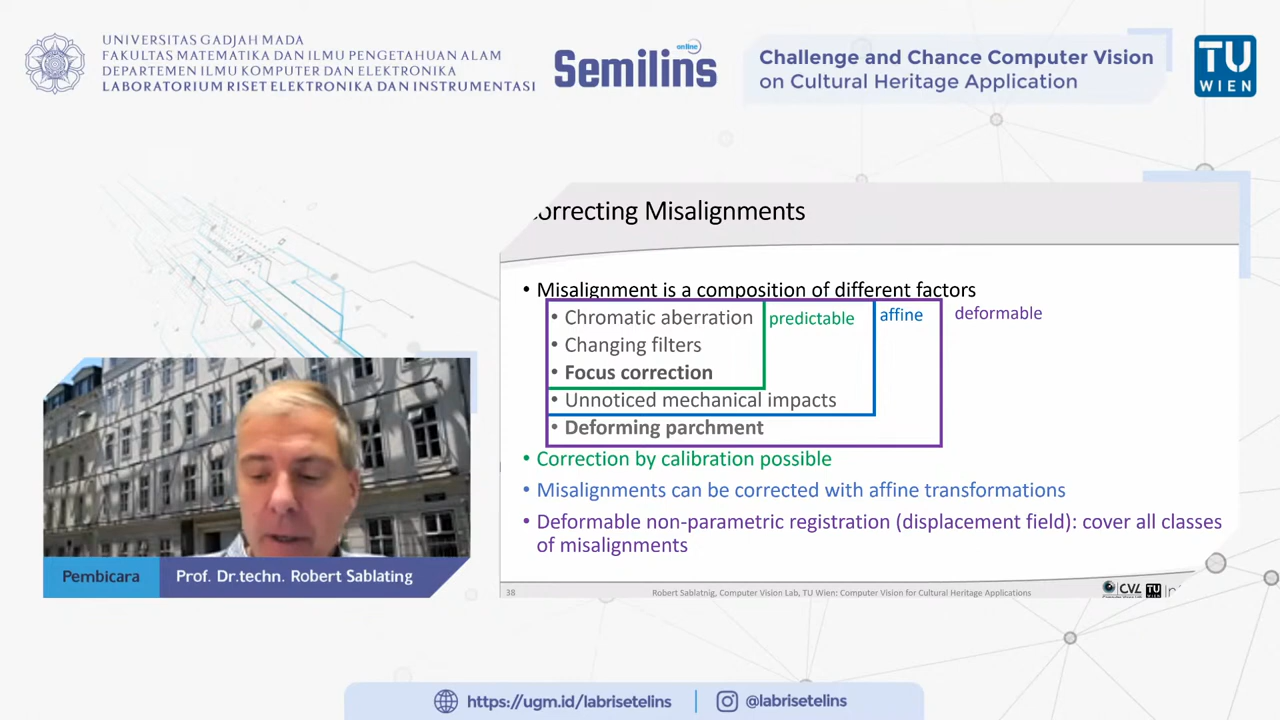 UNIVERSITAS GADJAH MADA
FAKULTAS MATEMATIKA DAN ILMU PENGETAHUAN ALAM
DEPARTEMEN ILMU KOMPUTER DAN ELEKTRONIKA
LABORATORIUM RISET ELEKTRONIKA DAN INSTRUMENTASI
online
Semilins
Challenge and Chance Computer Vision
on Cultural Heritage Application
TU
WIEN
orrecting Misalignments
• Misalignment is a composition of different factors
• Chromatic aberration
predictable
affine
deformable
• Changing filters
• Focus correction
• Unnoticed mechanical impacts
• Deforming parchment
• Correction by calibration possible
• Misalignments can be corrected with affine transformations
• Deformable non-parametric registration (displacement field): cover all classes
of misalignments
38
Robert Sablatnig, Computer Vision Lab, TU Wien: Computer Vision for Cultural Heritage Applications
CVL
TU
Pembicara
Prof. Dr.techn. Robert Sablating
https://ugm.id/labrisetelins
@labrisetelins